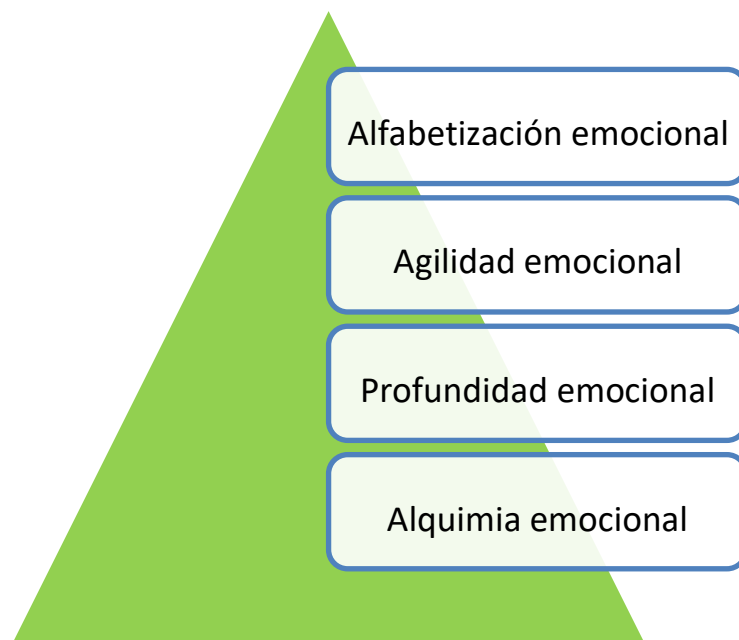 Alfabetización emocional
Agilidad emocional
Profundidad emocional
Alquimia emocional